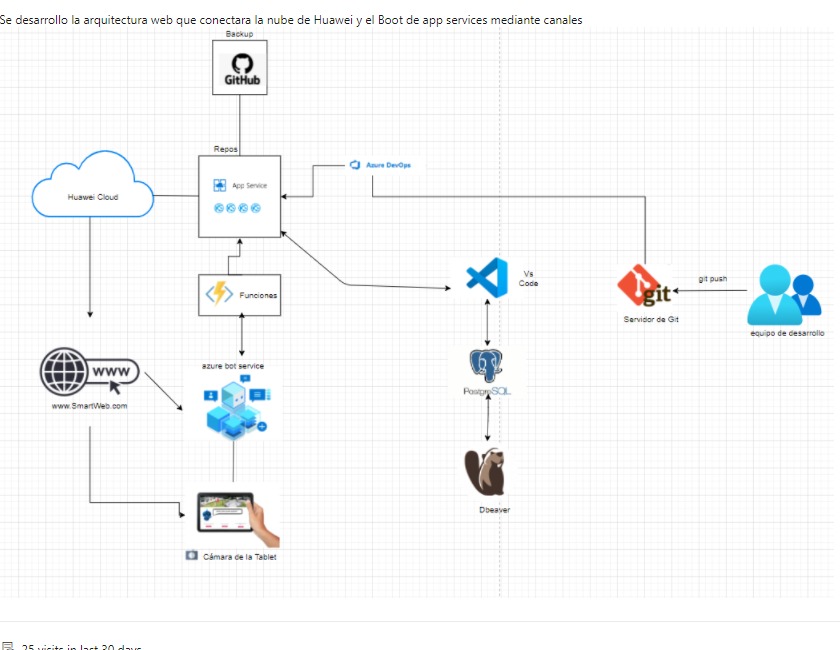 Se desarrollo la arquitectura web que conectara la nube de Huawei y el Boot de app services mediante canales
Backup
GitHub
Repos
Azure DevOps
App Service
Huawei Cloud
Vs
Code
git push
git
Funciones
Servidor de Git
equipo de desarrollo
azure bot service
www
www.SmartWeb.com
PostgreSQL
Dbeaver
Cámara de la Tablet
25 visits in last 30 days